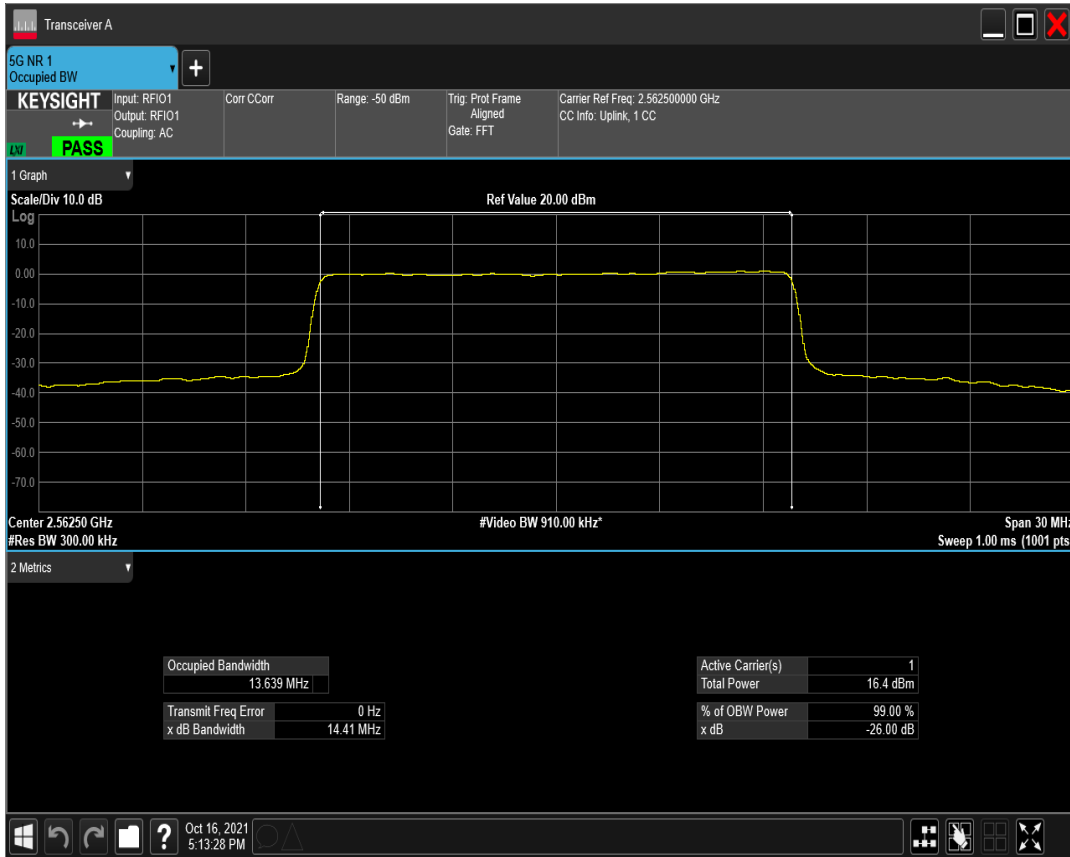 Transceiver A
5G NR 1
Occupied BW
+
KEYSIGHT
LXI
PASS
Input: RFIO1
Output: RFIO1
Coupling: AC
Corr CCorr
Range: -50 dBm
Trig: Prot Frame
Aligned
Gate: FFT
Carrier Ref Freq: 2.562500000 GHz
CC Info: Uplink, 1 CC
1 Graph
Scale/Div 10.0 dB
Ref Value 20.00 dBm
Log
10.0
0.00
-10.0
-20.0
-30.0
-40.0
-50.0
-60.0
-70.0
Center 2.56250 GHz
#Video BW 910.00 kHz*
Span 30 MHz
#Res BW 300.00 kHz
Sweep 1.00 ms (1001 pts
2 Metrics
Occupied Bandwidth
13.639 MHz
Transmit Freq Error 0 Hz
x dB Bandwidth 14.41 MHz
Active Carrier(s) 1
Total Power 16.4 dBm
% of OBW Power 99.00 %
x dB -26.00 dB
?
Oct 16, 2021
5:13:28 PM